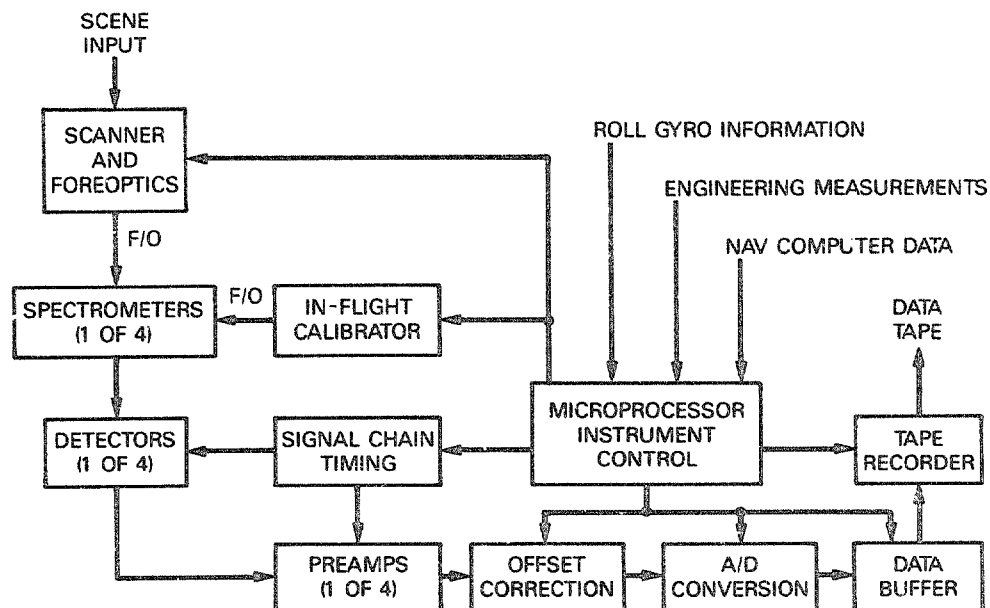 SCENE
INPUT
SCANNER
AND
FOREOPTICS
F/O
ROLL GYRO INFORMATION
ENGINEERING MEASUREMENTS
NAV COMPUTER DATA
SPECTROMETERS
(1 OF 4)
F/O
IN-FLIGHT
CALIBRATOR
DATA
TAPE
DETECTORS
(1 OF 4)
SIGNAL CHAIN
TIMING
MICROPROCESSOR
INSTRUMENT
CONTROL
TAPE
RECORDER
PREAMPS
(1 OF 4)
OFFSET
CORRECTION
A/D
CONVERSION
DATA
BUFFER